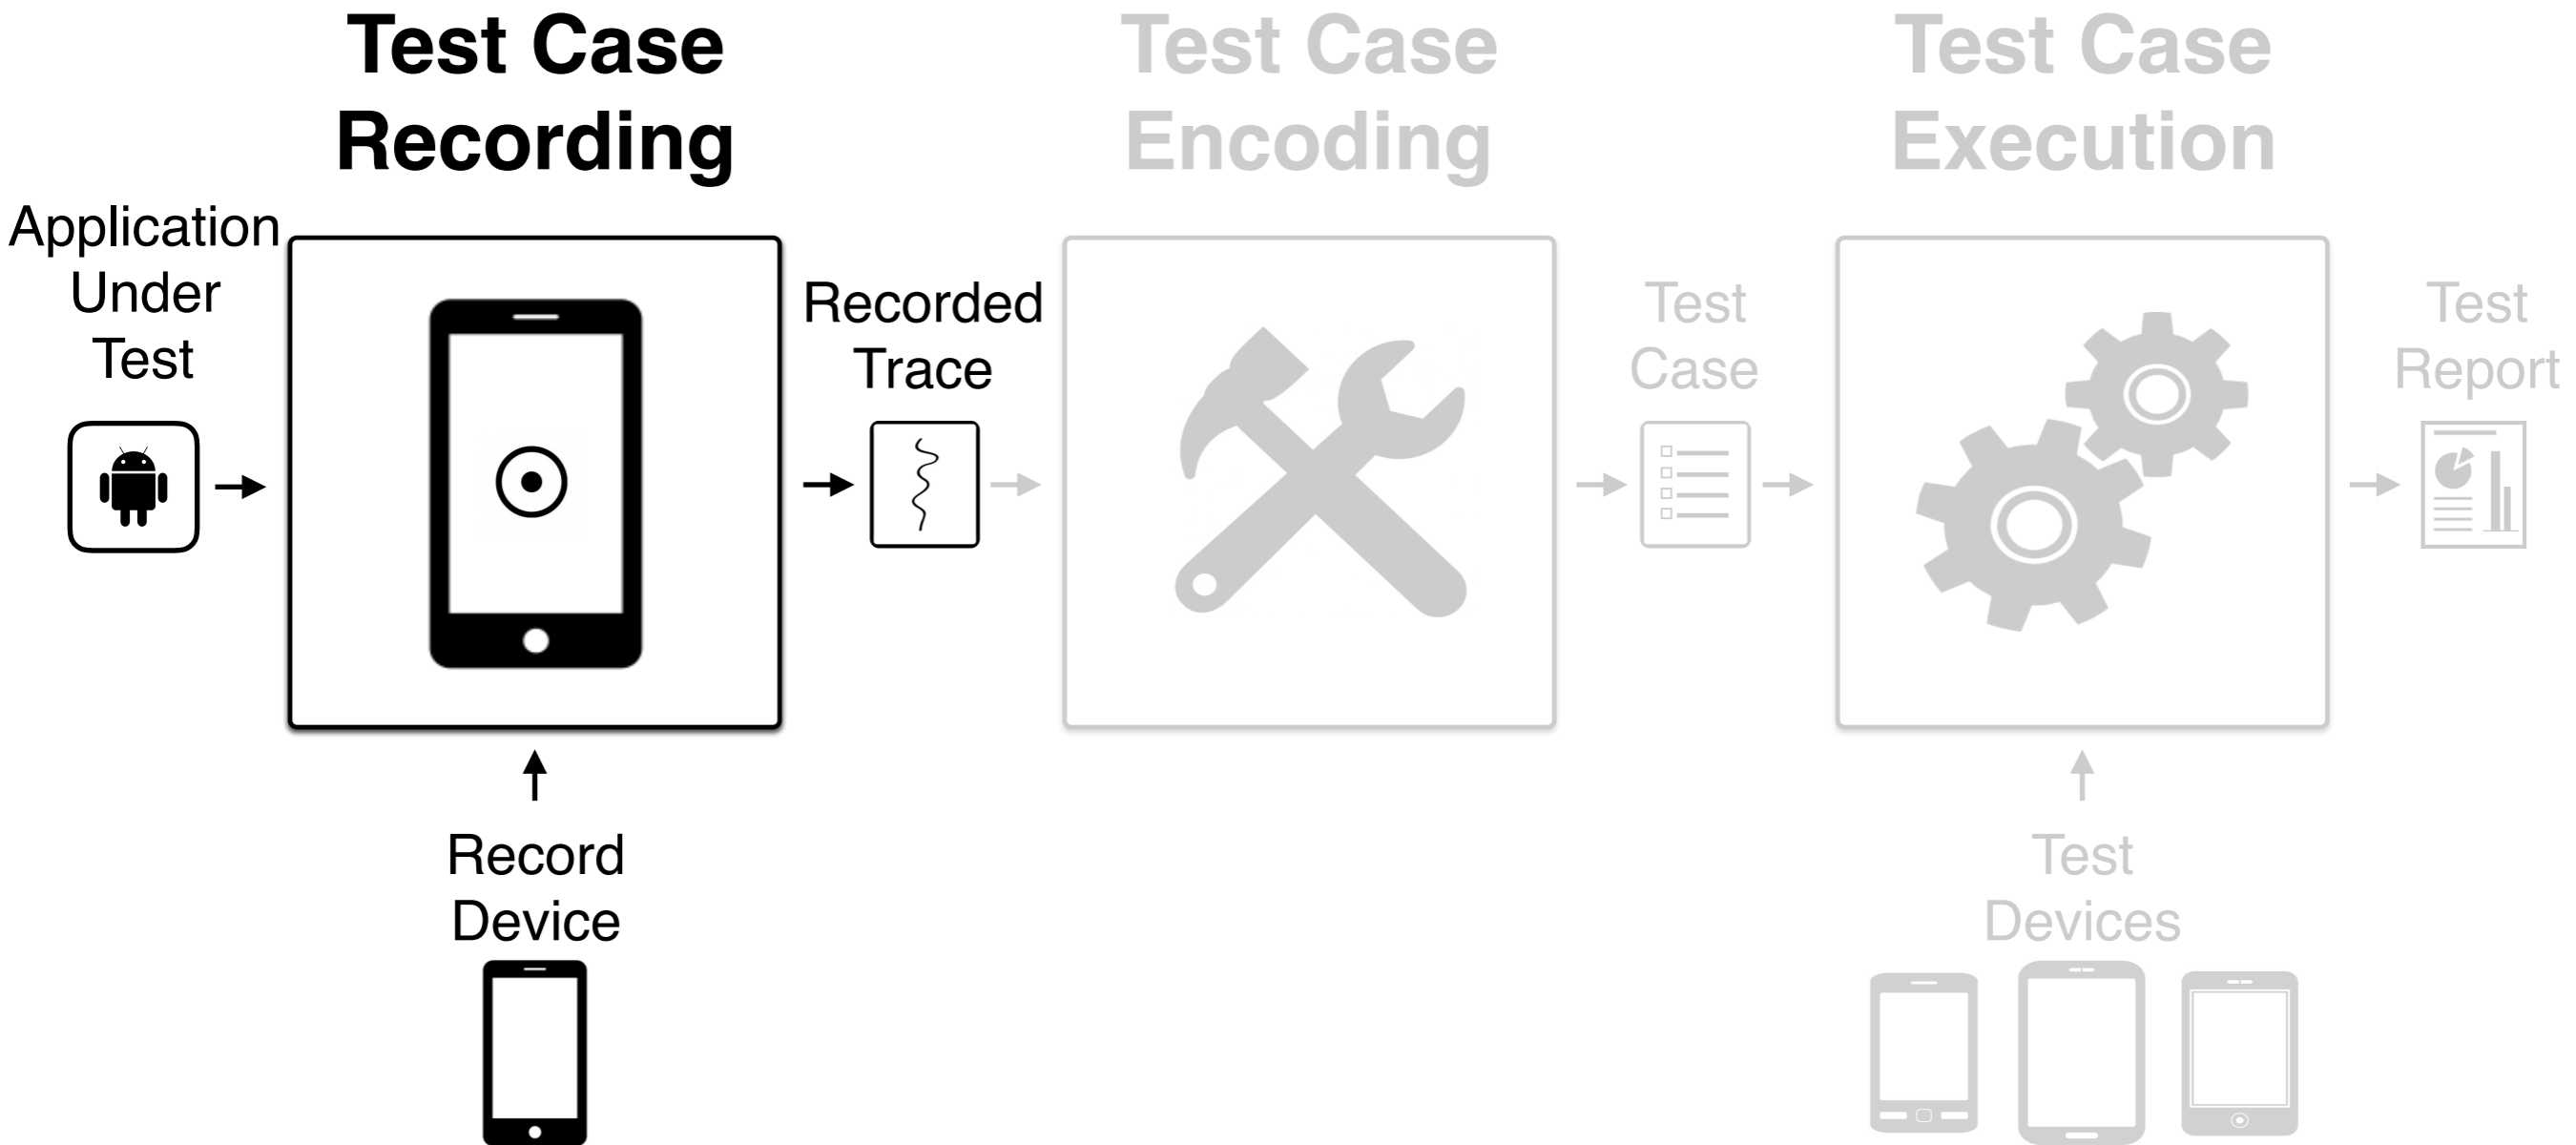 Test Case
Recording
Test Case
Encoding
Test Case
Execution
Application
Under
Test
Recorded
Trace
Test
Case
Test
Report
Record
Device
Test
Devices